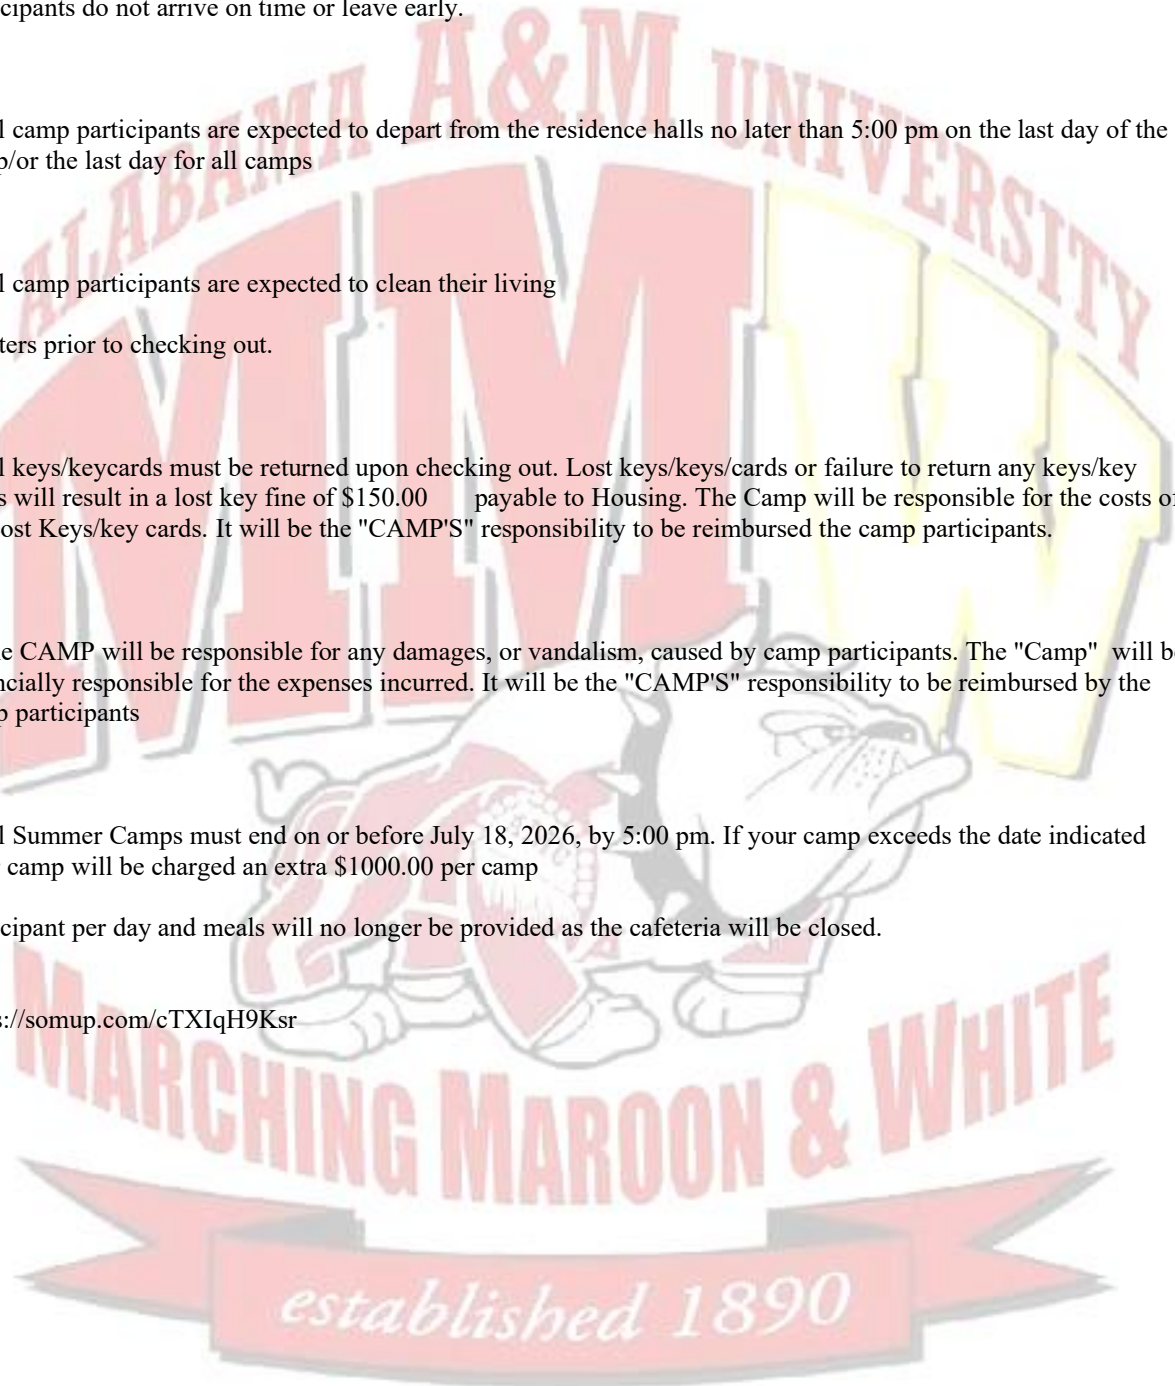 cipants do not arrive on time or leave early.
ALABAMA A&M UNIVERSITY
l camp participants are expected to depart from the residence halls no later than 5:00 pm on the last day of the
p/or the last day for all camps
l camp participants are expected to clean their living
ters prior to checking out.
MMW
l keys/keycards must be returned upon checking out. Lost keys/keys/cards or failure to return any keys/key
s will result in a lost key fine of $150.00 payable to Housing. The Camp will be responsible for the costs of
ost Keys/key cards. It will be the "CAMP'S" responsibility to be reimbursed the camp participants.
e CAMP will be responsible for any damages, or vandalism, caused by camp participants. The "Camp" will be
ncially responsible for the expenses incurred. It will be the "CAMP'S" responsibility to be reimbursed by the
p participants
l Summer Camps must end on or before July 18, 2026, by 5:00 pm. If your camp exceeds the date indicated
camp will be charged an extra $1000.00 per camp
cipant per day and meals will no longer be provided as the cafeteria will be closed.
s://somup.com/cTXIqH9Ksr
MARCHING MAROON & WHITE
established 1890